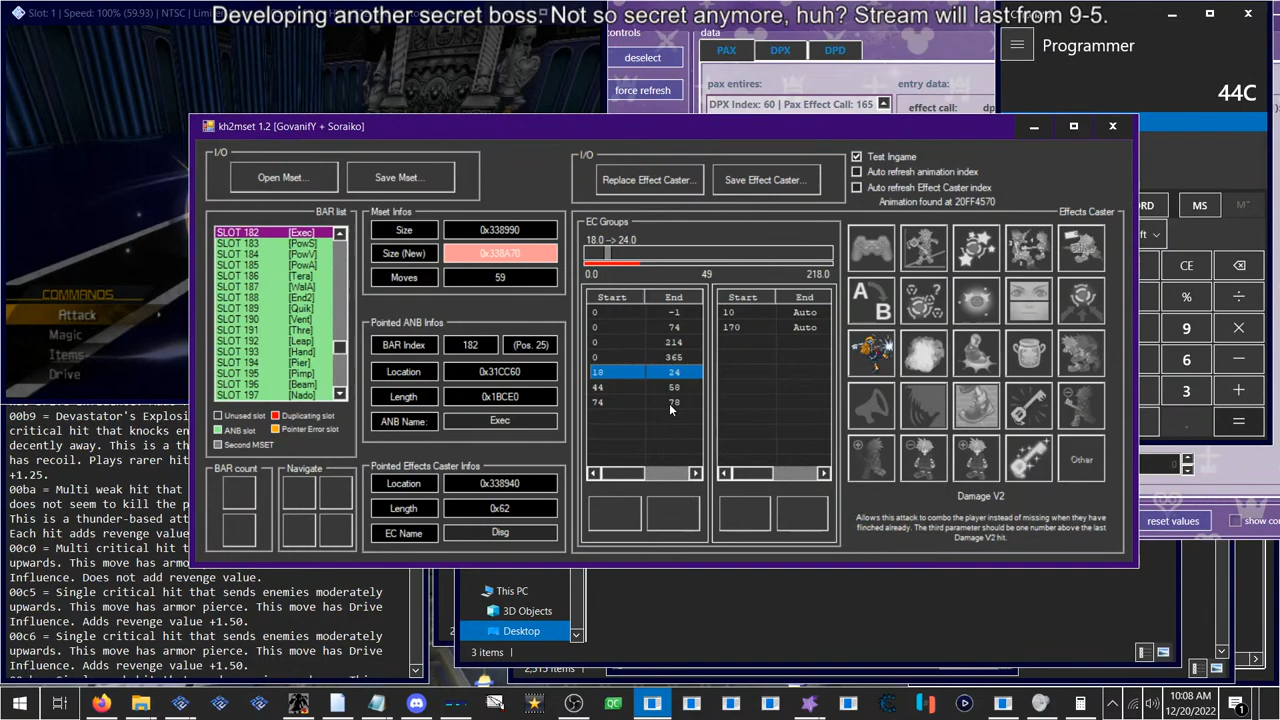 Slot: 1 | Speed: 100% (59.93) | NTSC | Limite
Developing another secret boss. Not so secret anymore, huh? Stream will last from 9-5.
controls
deselect
force refresh
data
PAX
DPX
DPD
pax entires:
entry data:
DPX Index: 60 | Pax Effect Call: 165
effect call:
Programmer
44C
MS
CE
%
÷
9
×
6
−
3
+
=
reset values
show co
COMMANDS
Attack
Magic
Items
Drive
kh2mset 1.2 [GovanifY + Soraiko]
I/O
Open Mset...
Save Mset...
BAR list
SLOT 182 [Exec]
SLOT 183 [PowS]
SLOT 184 [PowV]
SLOT 185 [PowA]
SLOT 186 [Tera]
SLOT 187 [WalA]
SLOT 188 [End2]
SLOT 189 [Quik]
SLOT 190 [Vent]
SLOT 191 [Thre]
SLOT 192 [Leap]
SLOT 193 [Hand]
SLOT 194 [Pier]
SLOT 195 [Pimp]
SLOT 196 [Beam]
SLOT 197 [Nado]
Unused slot
Duplicating slot
ANB slot
Pointer Error slot
Second MSET
BAR count
Navigate
Mset Infos
Size 0x338990
Size (New) 0x338A70
Moves 59
Pointed ANB Infos
BAR Index 182 (Pos. 25)
Location 0x31CC60
Length 0x1BCE0
ANB Name: Exec
Pointed Effects Caster Infos
Location 0x338940
Length 0x62
EC Name Disg
I/O
Replace Effect Caster...
Save Effect Caster...
Test Ingame
Auto refresh animation index
Auto refresh Effect Caster index
Animation found at 20FF4570
EC Groups
18.0 --> 24.0
0.0 49 218.0
Start End
0 -1
0 74
0 214
0 365
18 24
44 58
74 78
Start End
10 Auto
170 Auto
Effects Caster
A
B
Other
Damage V2
Allows this attack to combo the player instead of missing when they have
flinched already. The third parameter should be one number above the last
Damage V2 hit.
00b9 = Devastator's Explosi
critical hit that knocks en
decently away. This is a th
has recoil. Plays rarer hit
+1.25.
00ba = Multi weak hit that
does not seem to kill the p
This is a thunder-based att
Each hit adds revenge value
00c0 = Multi critical hit t
upwards. This move has armo
Influence. Does not add revenge value.
00c5 = Single critical hit that sends enemies moderately
upwards. This move has armor pierce. This move has Drive
Influence. Adds revenge value +1.50.
00c6 = Single critical hit that sends enemies moderately
upwards. This move has armor pierce. This move has Drive
Influence. Adds revenge value +1.50.
This PC
3D Objects
Desktop
3 items
QC
10:08 AM
12/20/2022